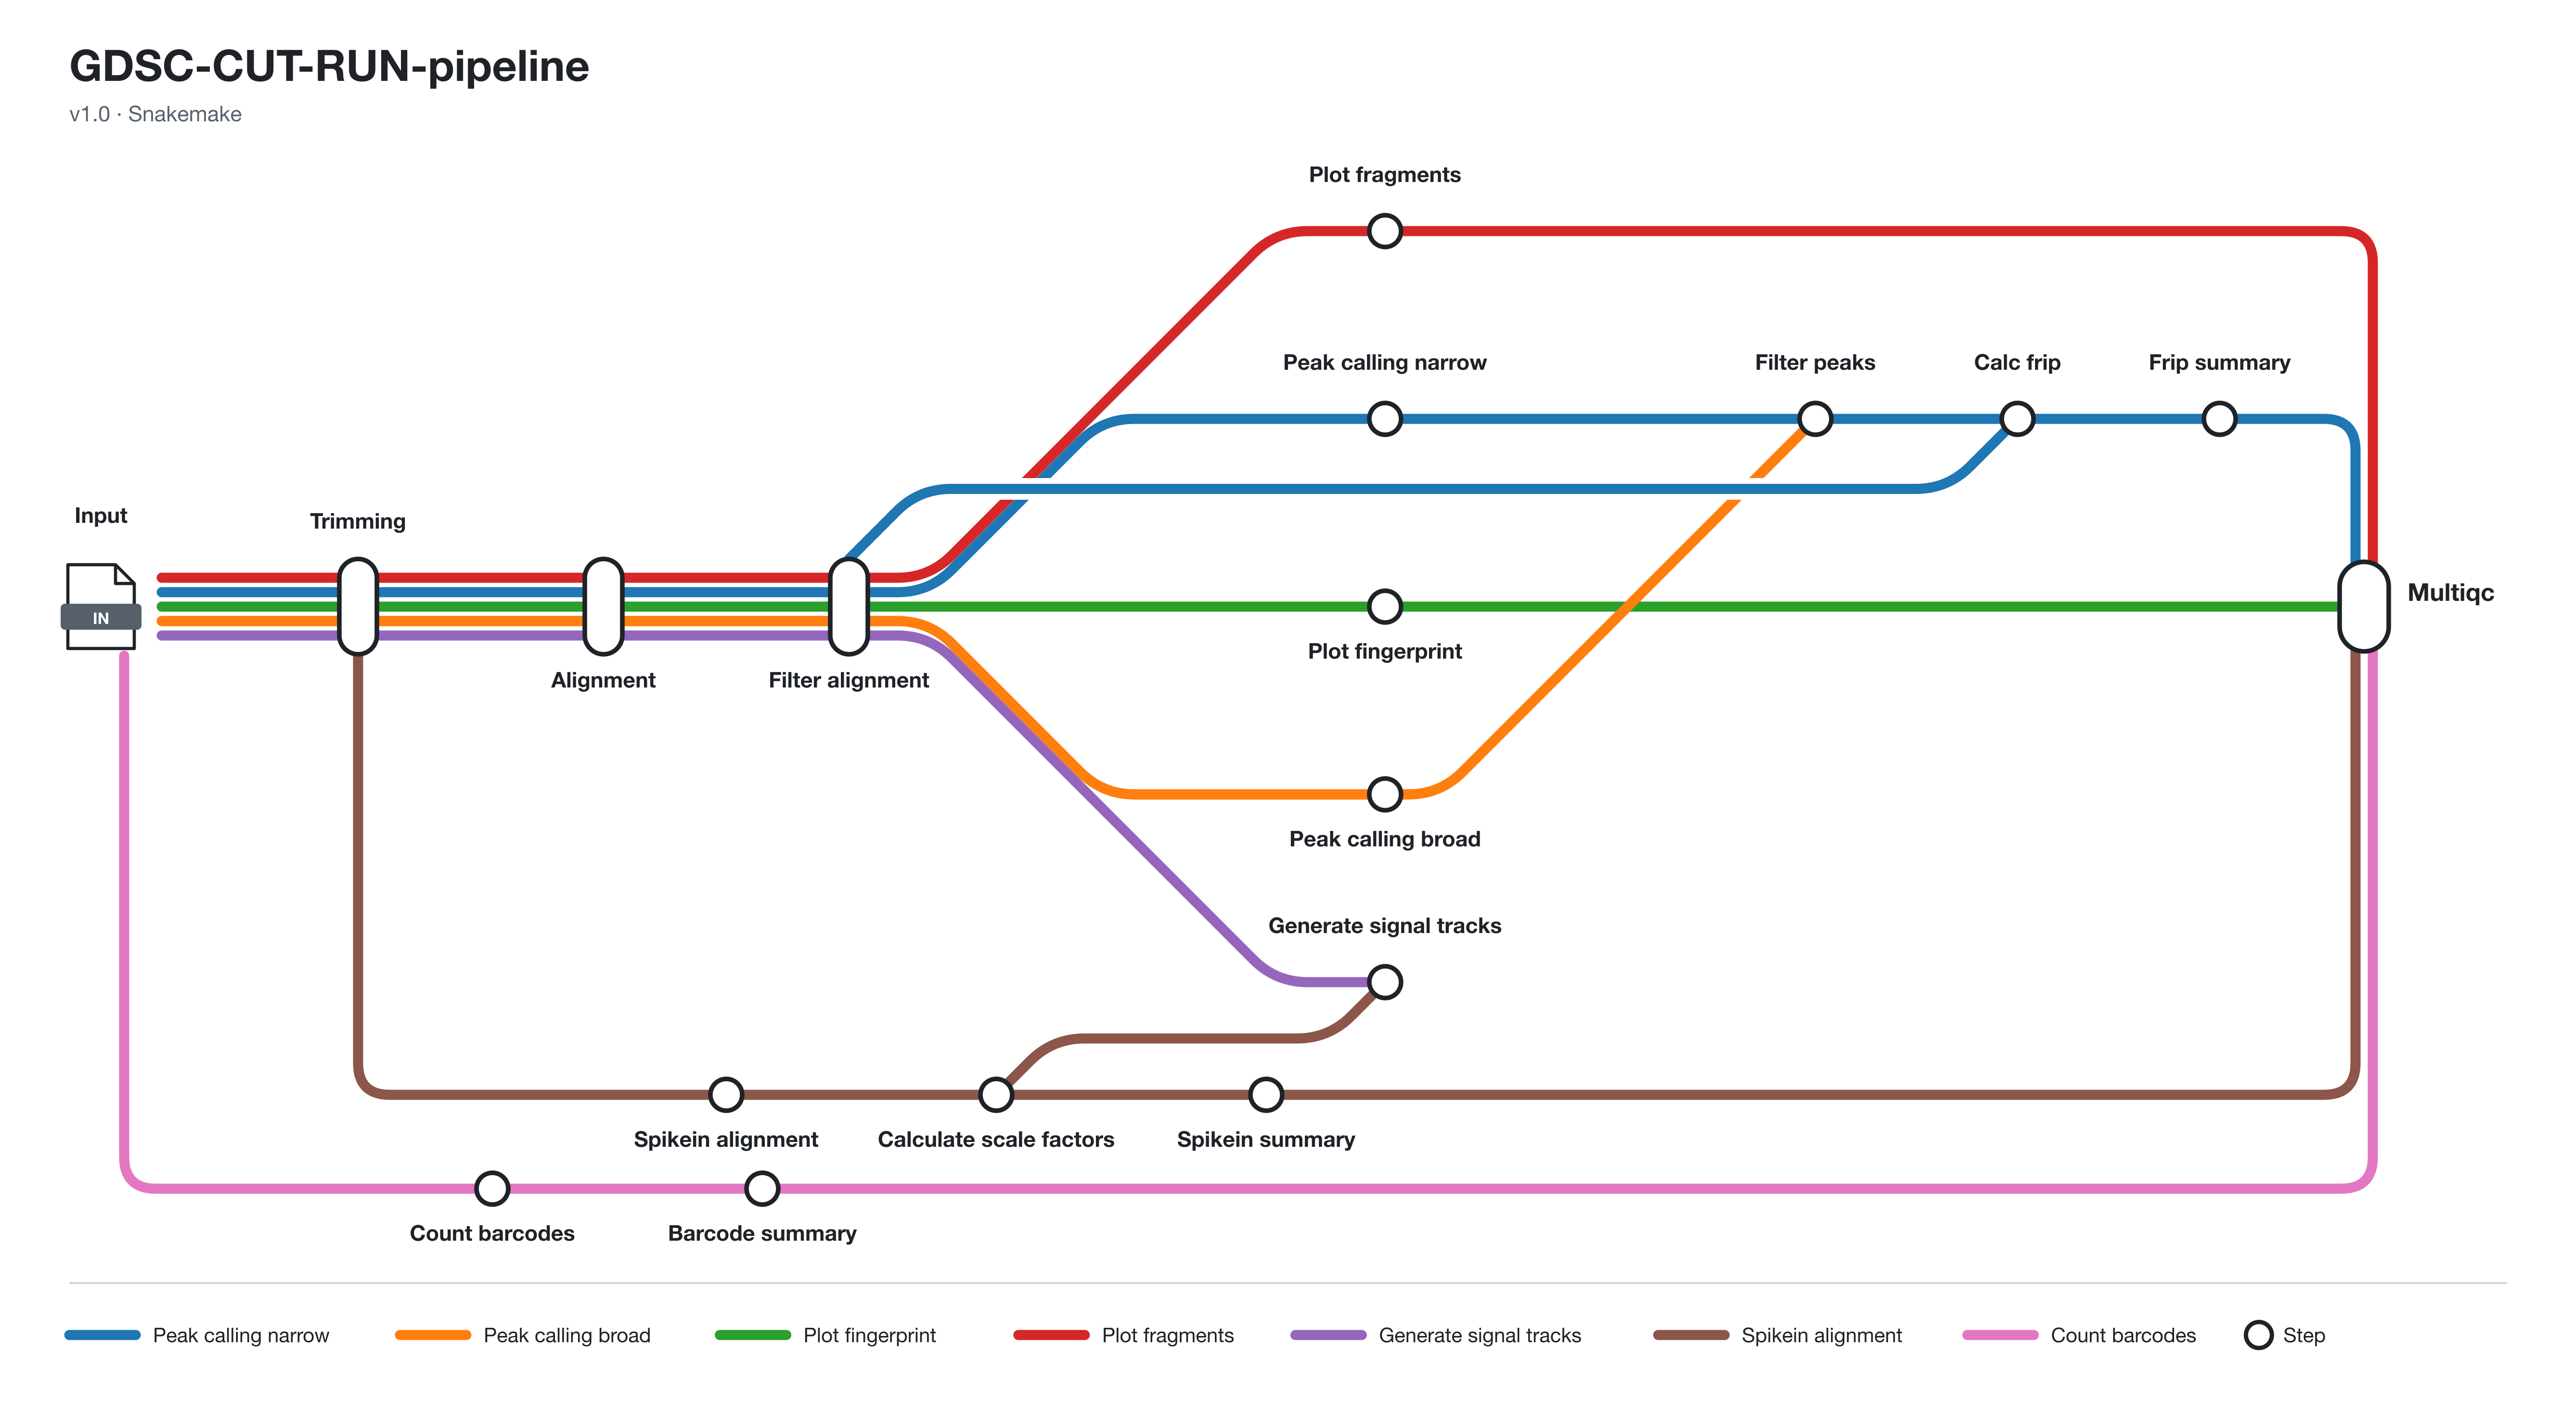 GDSC-CUT-RUN-pipeline
v1.0 · Snakemake
Plot fragments
Peak calling narrow
Filter peaks
Calc frip
Frip summary
Input
Trimming
IN
Multiqc
Alignment
Filter alignment
Plot fingerprint
Peak calling broad
Generate signal tracks
Spikein alignment
Calculate scale factors
Spikein summary
Count barcodes
Barcode summary
Peak calling narrow
Peak calling broad
Plot fingerprint
Plot fragments
Generate signal tracks
Spikein alignment
Count barcodes
Step